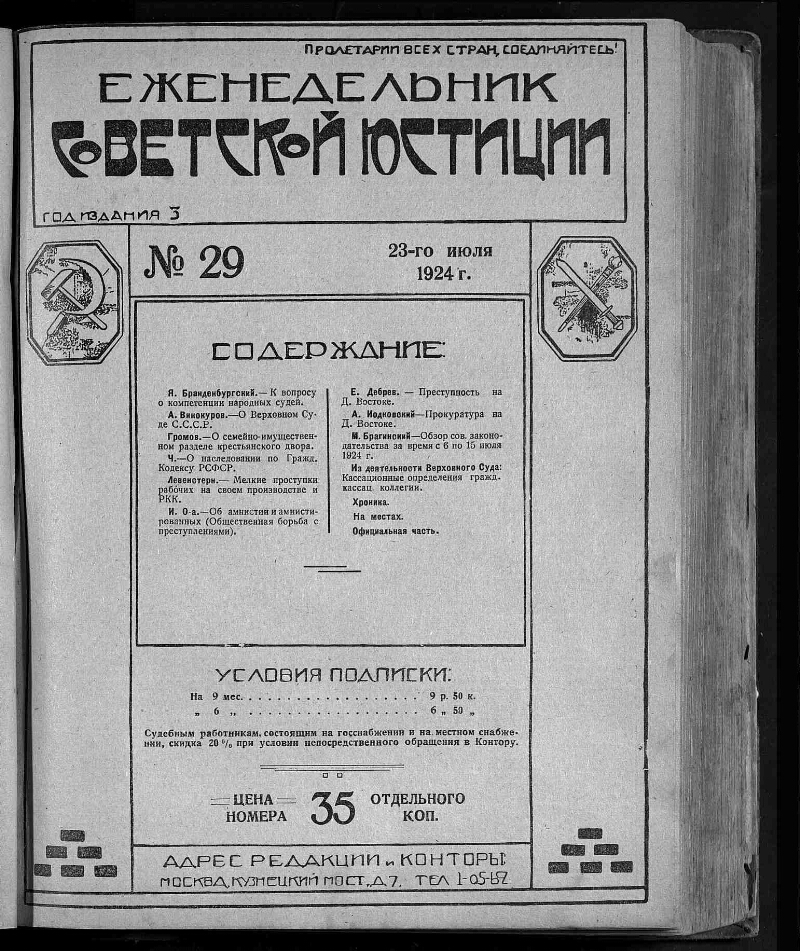 ПРОЛЕТАРИИ ВСЕХ СТРАН, СОЕДИНЯЙТЕСЬ!
ЕЖЕНЕДЕЛЬНИК
СОВЕТСКОЙ ЮСТИЦИИ
ГОД ИЗДАНИЯ 3
№ 29
23-го июля
1924 г.
СОДЕРЖАНИЕ:
Я. Бранденбургский.— К вопросу
о компетенции народных судей.
А. Винокуров.—О Верховном Су-
де С.С.С.Р.
Громов.—О семейно-имуществен-
ном разделе крестьянского двора.
Ч.—О наследовании по Гражд.
Кодексу РСФСР.
Левенстерн.— Мелкие проступки
рабочих на своем производстве и
РКК.
И. О-а.—Об амнистии и амнисти-
рованных (Общественная борьба с
преступлениями).
Е. Дебрев. — Преступность на
Д. Востоке.
А. Иодковский—Прокуратура на
Д. Востоке.
М. Брагинский—Обзор сов. законо-
дательства за время с 6 по 15 июля
1924 г.
Из деятельности Верховного Суда:
Кассационные определения гражд.
кассац. коллегии.
Хроника.
На местах.
Официальная часть.
УСЛОВИЯ ПОДПИСКИ:
На 9 мес. . . . . . . . . . . . . . . . . . . 9 р. 50 к.
„ 6 „ . . . . . . . . . . . . . . . . . . . 6 „ 50 „
Судебным работникам, состоящим на госснабжении и на местном снабже-
нии, скидка 20% при условии непосредственного обращения в Контору.
ЦЕНА
НОМЕРА
35
ОТДЕЛЬНОГО
КОП.
АДРЕС РЕДАКЦИИ и КОНТОРЫ:
МОСКВА, КУЗНЕЦКИЙ МОСТ, Д. 7. ТЕЛ 1-05-87